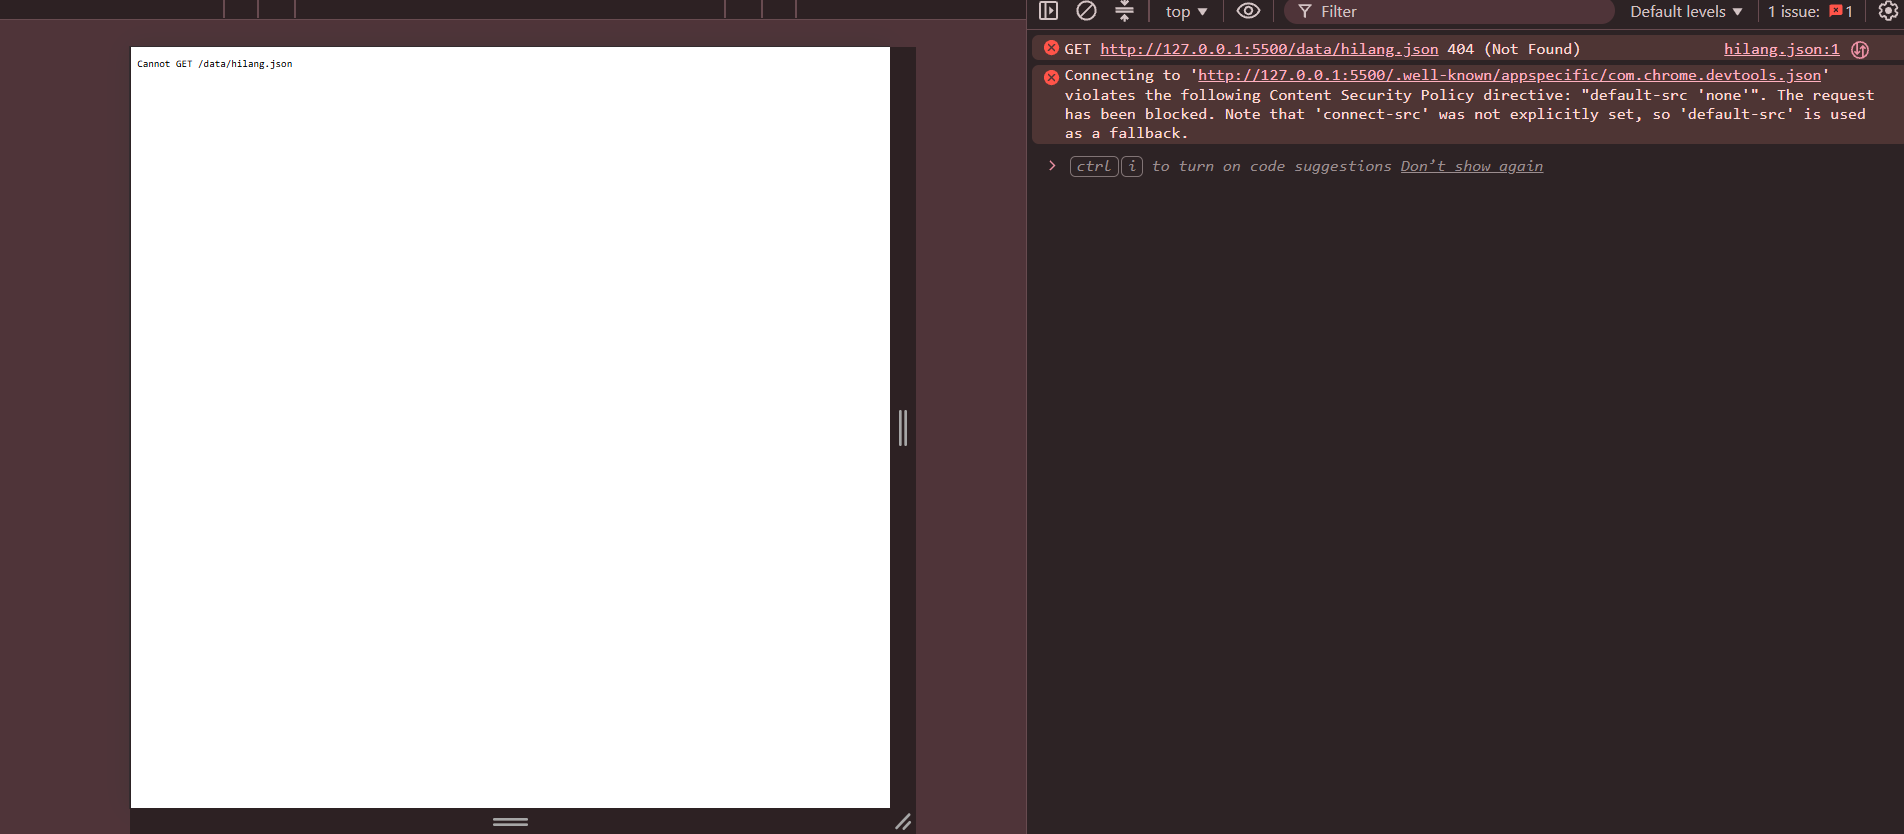 top
Filter
Default levels
1 issue: 1
Cannot GET /data/hilang.json
GET http://127.0.0.1:5500/data/hilang.json 404 (Not Found) hilang.json:1
Connecting to 'http://127.0.0.1:5500/.well-known/appspecific/com.chrome.devtools.json'
violates the following Content Security Policy directive: "default-src 'none'". The request
has been blocked. Note that 'connect-src' was not explicitly set, so 'default-src' is used
as a fallback.
ctrl i to turn on code suggestions Don't show again